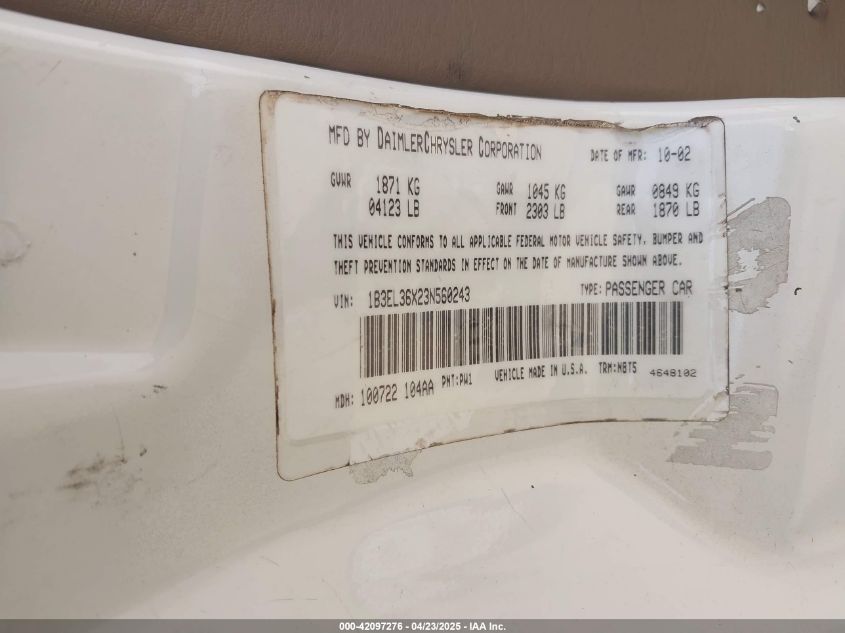 MFD BY DAIMLERCHRYSLER CORPORATION DATE OF MFR: 10-02
GVWR 1871 KG GAWR 1045 KG GAWR 0849 KG
04123 LB FRONT 2303 LB REAR 1870 LB
THIS VEHICLE CONFORMS TO ALL APPLICABLE FEDERAL MOTOR VEHICLE SAFETY, BUMPER AND
THEFT PREVENTION STANDARDS IN EFFECT ON THE DATE OF MANUFACTURE SHOWN ABOVE.
VIN: 1B3EL36X23N560243 TYPE: PASSENGER CAR
MDH: 100722 104AA PNT:PW1 VEHICLE MADE IN U.S.A. TRM:N8T5 4648102
000-42097276 - 04/23/2025 - IAA Inc.